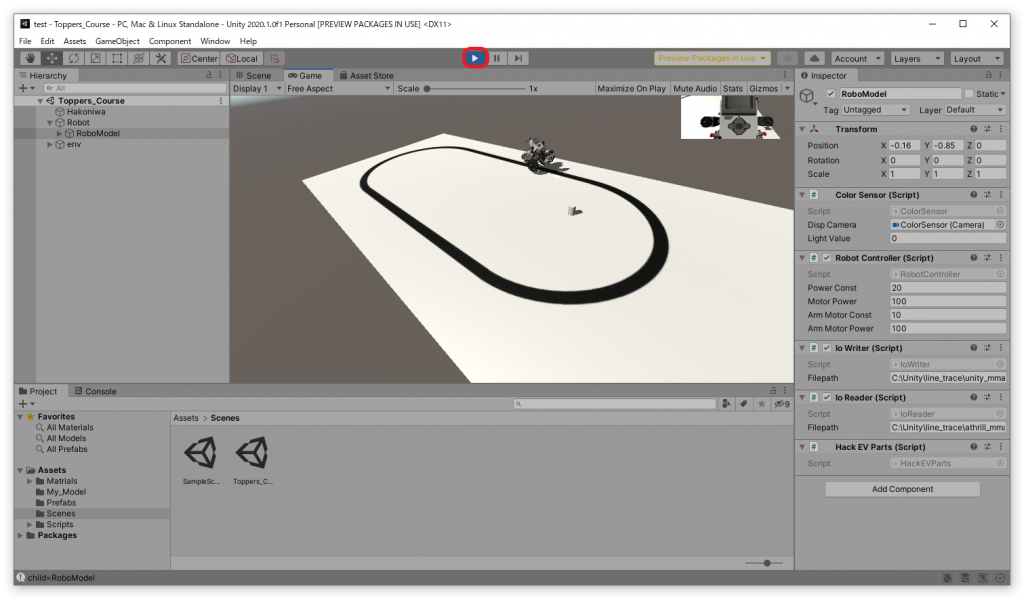 test - Toppers_Course - PC, Mac & Linux Standalone - Unity 2020.1.0f1 Personal [PREVIEW PACKAGES IN USE] <DX11>
File Edit Assets GameObject Component Window Help
Center Local Preview Packages in Use Account Layers Layout
Hierarchy
All
Toppers_Course
Hakoniwa
Robot
RoboModel
env
Scene Game Asset Store
Display 1 Free Aspect Scale 1x Maximize On Play Mute Audio Stats Gizmos
Inspector
RoboModel Static
Tag Untagged Layer Default
Transform
Position X -0.16 Y -0.85 Z 0
Rotation X 0 Y 0 Z 0
Scale X 1 Y 1 Z 1
Color Sensor (Script)
Script ColorSensor
Disp Camera ColorSensor (Camera)
Light Value 0
Robot Controller (Script)
Script RobotController
Power Const 20
Motor Power 100
Arm Motor Const 10
Arm Motor Power 100
Io Writer (Script)
Script IoWriter
Filepath C:\Unity\line_trace\unity_mma
Io Reader (Script)
Script IoReader
Filepath C:\Unity\line_trace\athrill_mma
Hack EV Parts (Script)
Script HackEVParts
Add Component
Project Console
9
Favorites
All Materials
All Models
All Prefabs
Assets
Matrials
My_Model
Prefabs
Scenes
Scripts
Packages
Assets > Scenes
SampleSc... Toppers_C...
child=RoboModel